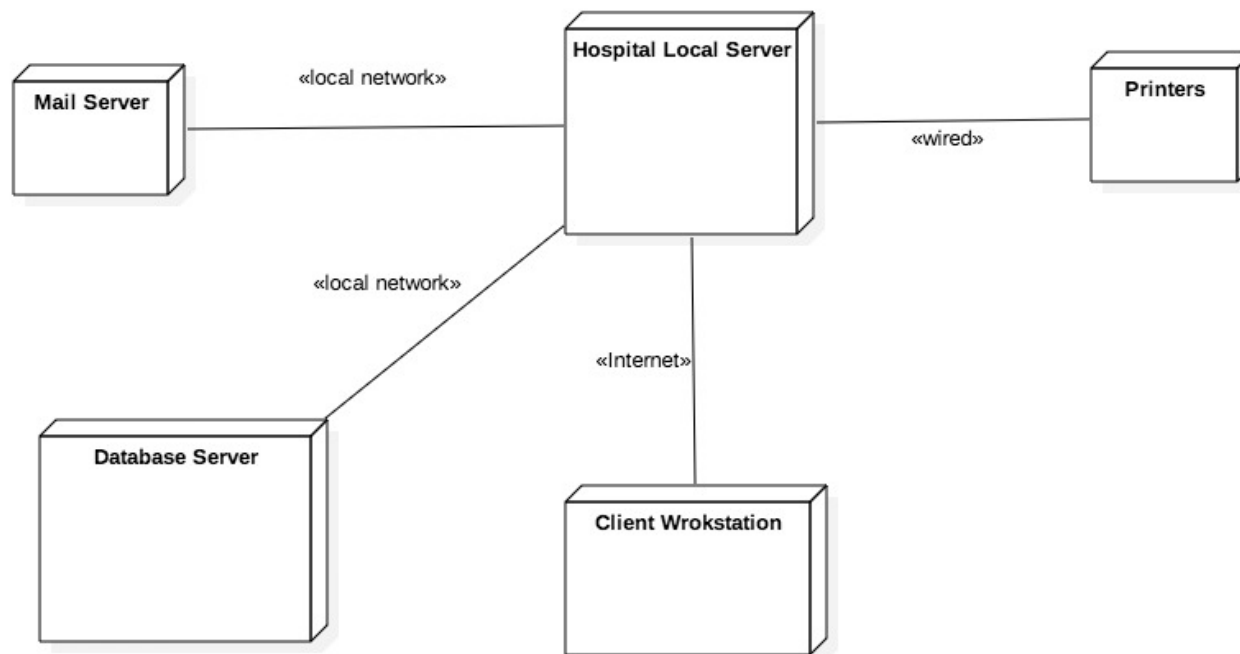 Hospital Local Server
«local network»
Mail Server
Printers
«wired»
«local network»
«Internet»
Database Server
Client Wrokstation